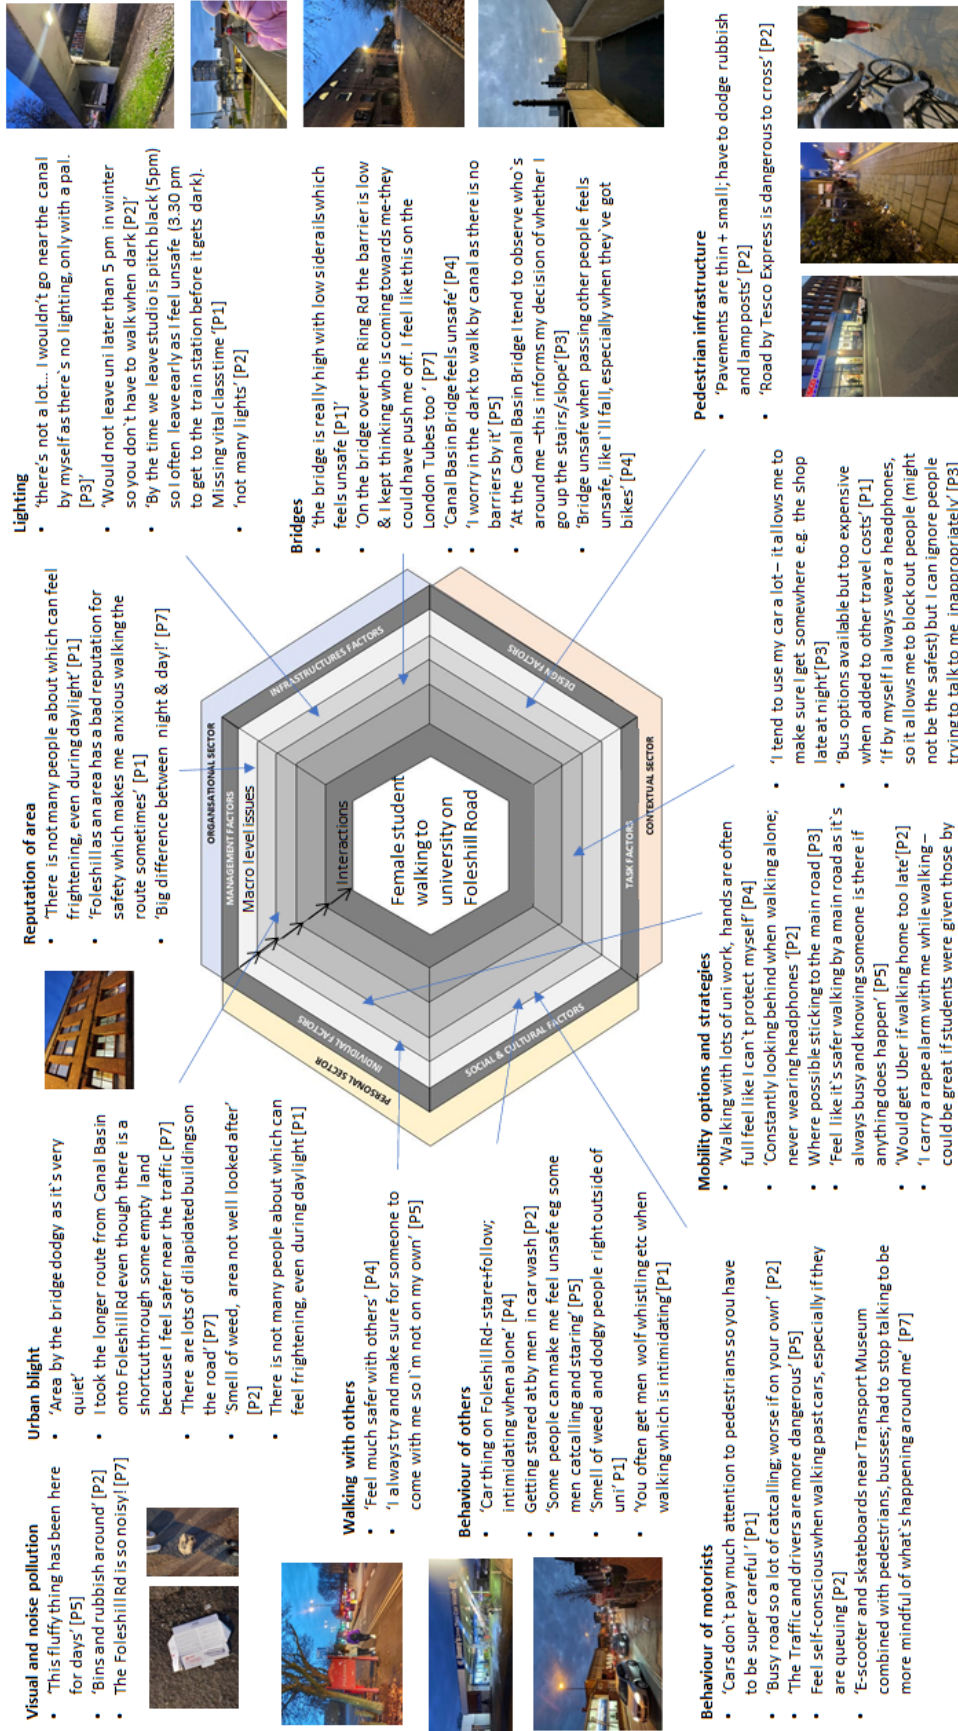 Visual and noise pollution
• 'This fluffy thing has been here
for days' [P5]
• 'Bins and rubbish around' [P2]
• The Foleshill Rd is so noisy! [P7]
Urban blight
• 'Area by the bridge dodgy as it`s very
quiet'
• I took the longer route from Canal Basin
onto Foleshill Rd even though there is a
shortcut through some empty land
because I feel safer near the traffic [P7]
• 'There are lots of dilapidated buildings on
the road' [P7]
• 'Smell of weed, area not well looked after'
[P2]
• There is not many people about which can
feel frightening, even during daylight [P1]
Reputation of area
• 'There is not many people about which can feel
frightening, even during daylight' [P1]
• 'Foleshill as an area has a bad reputation for
safety which makes me anxious walking the
route sometimes' [P1]
• 'Big difference between night & day!' [P7]
Lighting
• 'there's not a lot... I wouldn't go near the canal
by myself as there`s no lighting, only with a pal.
[P3]'
• 'Would not leave uni later than 5 pm in winter
so you don`t have to walk when dark [P2]'
• 'By the time we leave studio is pitch black (5pm)
so I often leave early as I feel unsafe (3.30 pm
to get to the train station before it gets dark).
Missing vital class time '[P1]
• 'not many lights' [P2]
Walking with others
• 'Feel much safer with others' [P4]
• 'I always try and make sure for someone to
come with me so I`m not on my own' [P5]
Behaviour of others
• 'Car thing on Foleshill Rd- stare+follow;
intimidating when alone' [P4]
• Getting stared at by men in car wash [P2]
• 'Some people can make me feel unsafe eg some
men catcalling and staring' [P5]
• 'Smell of weed and dodgy people right outside of
uni' P1]
• 'You often get men wolf whistling etc when
walking which is intimidating'[P1]
ORGANISATIONAL SECTOR
MANAGEMENT FACTORS
Macro level issues
Interactions
Female student
walking to
university on
Foleshill Road
INFRASTRUCTURES FACTORS
DESIGN FACTORS
CONTEXTUAL SECTOR
TASK FACTORS
SOCIAL & CULTURAL FACTORS
INDIVIDUAL FACTORS
PERSONAL SECTOR
Bridges
• 'the bridge is really high with low siderails which
feels unsafe [P1]'
• 'On the bridge over the Ring Rd the barrier is low
& I kept thinking who is coming towards me-they
could have push me off. I feel like this on the
London Tubes too ' [P7]
• 'Canal Basin Bridge feels unsafe' [P4]
• 'I worry in the dark to walk by canal as there is no
barriers by it' [P5]
• 'At the Canal Basin Bridge I tend to observe who`s
around me –this informs my decision of whether I
go up the stairs/slope'[P3]
• 'Bridge unsafe when passing other people feels
unsafe, like I`ll fall, especially when they`ve got
bikes' [P4]
Behaviour of motorists
• 'Cars don`t pay much attention to pedestrians so you have
to be super careful ' [P1]
• 'Busy road so a lot of catcalling; worse if on your own' [P2]
• 'The Traffic and drivers are more dangerous' [P5]
• Feel self-conscious when walking past cars, especially if they
are queuing [P2]
• 'E-scooter and skateboards near Transport Museum
combined with pedestrians, busses; had to stop talking to be
more mindful of what`s happening around me' [P7]
Mobility options and strategies
• 'Walking with lots of uni work, hands are often
full feel like I can`t protect myself' [P4]
• 'Constantly looking behind when walking alone;
never wearing headphones '[P2]
• Where possible sticking to the main road [P3]
• 'Feel like it`s safer walking by a main road as it`s
always busy and knowing someone is there if
anything does happen' [P5]
• 'Would get Uber if walking home too late'[P2]
• 'I carry a rape alarm with me while walking –
could be great if students were given those by
• 'I tend to use my car a lot – it allows me to
make sure I get somewhere e.g. the shop
late at night'[P3]
• 'Bus options available but too expensive
when added to other travel costs' [P1]
• 'If by myself I always wear a headphones,
so it allows me to block out people (might
not be the safest) but I can ignore people
trying to talk to me inappropriately' [P3]
Pedestrian infrastructure
• 'Pavements are thin + small; have to dodge rubbish
and lamp posts' [P2]
• 'Road by Tesco Express is dangerous to cross' [P2]